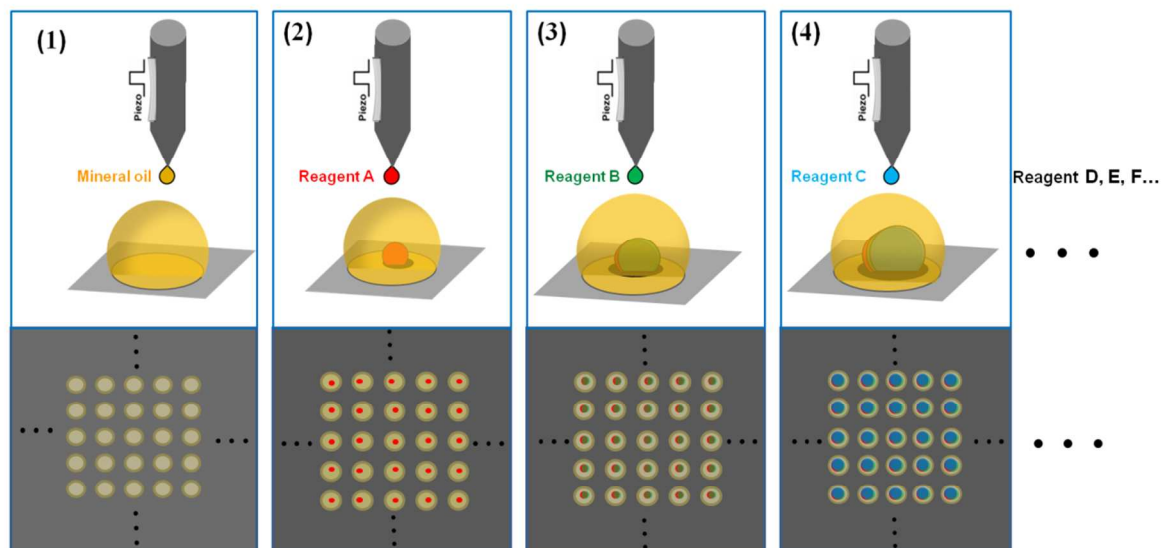 (1)
Piezo
Mineral oil
(2)
Piezo
Reagent A
(3)
Piezo
Reagent B
(4)
Piezo
Reagent C
Reagent D, E, F...